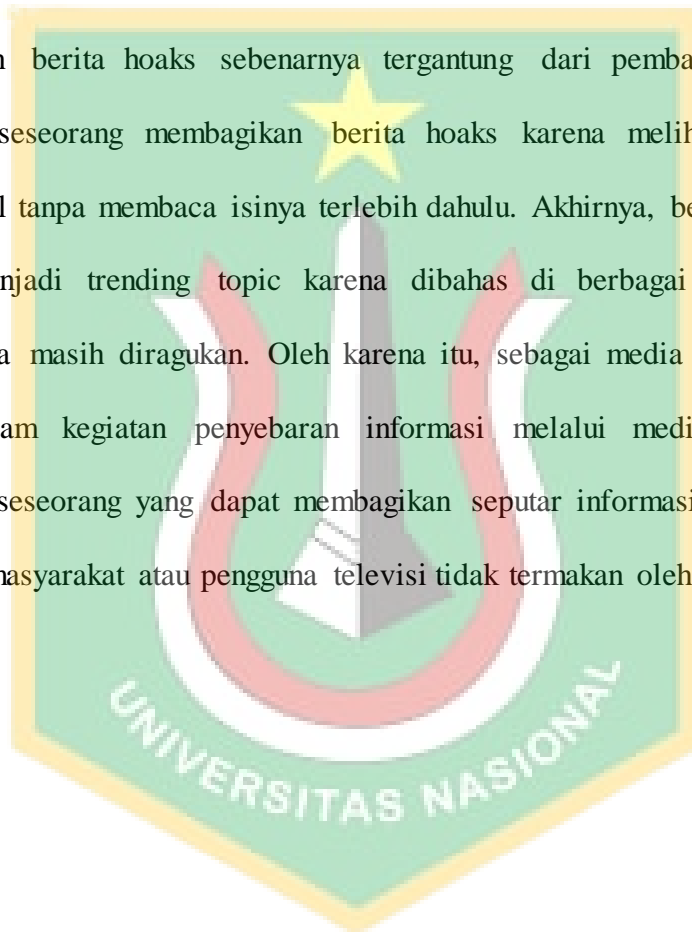 n berita hoaks sebenarnya tergantung dari pemba
seseorang membagikan berita hoaks karena melih
l tanpa membaca isinya terlebih dahulu. Akhirnya, be
njadi trending topic karena dibahas di berbagai
a masih diragukan. Oleh karena itu, sebagai media
am kegiatan penyebaran informasi melalui medi
seseorang yang dapat membagikan seputar informasi
masyarakat atau pengguna televisi tidak termakan oleh
UNIVERSITAS NASIONAL